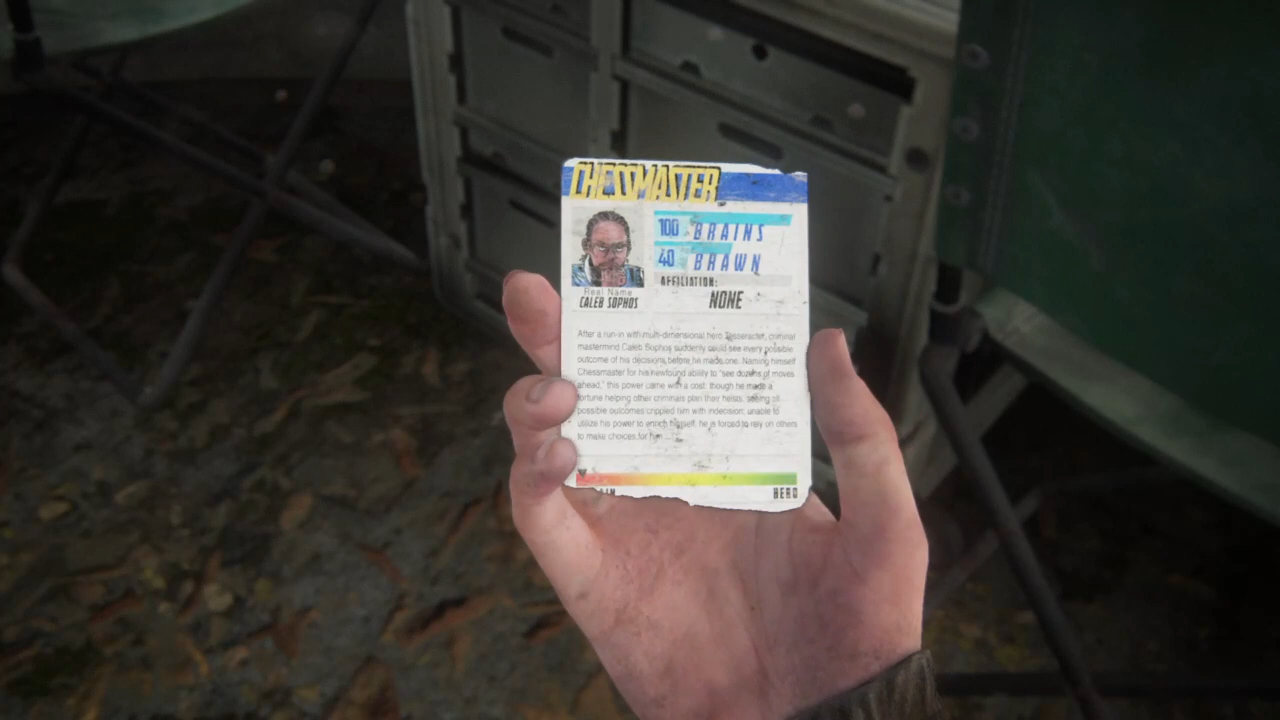 CHESSMASTER
100 BRAINS
40 BRAWN
AFFILIATION:
NONE
Real Name
CALEB SOPHOS
After a run-in with multi-dimensional hero Tesseracter, criminal
mastermind Caleb Sophos suddenly could see every possible
outcome of his decisions before he made one. Naming himself
Chessmaster for his newfound ability to "see dozens of moves
ahead," this power came with a cost: though he made a
fortune helping other criminals plan their heists, seeing all
possible outcomes crippled him with indecision; unable to
utilize his power to enrich himself, he is forced to rely on others
to make choices for him...
HERO